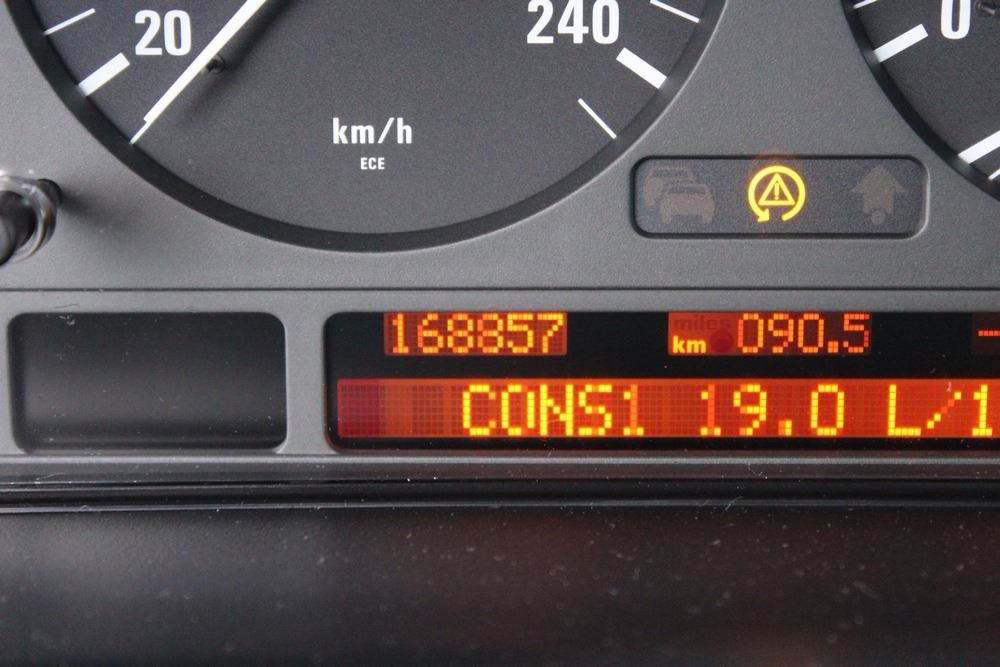 20
240
0
km/h
ECE
168857
miles
km 090.5
CONS1 19.0 L/1